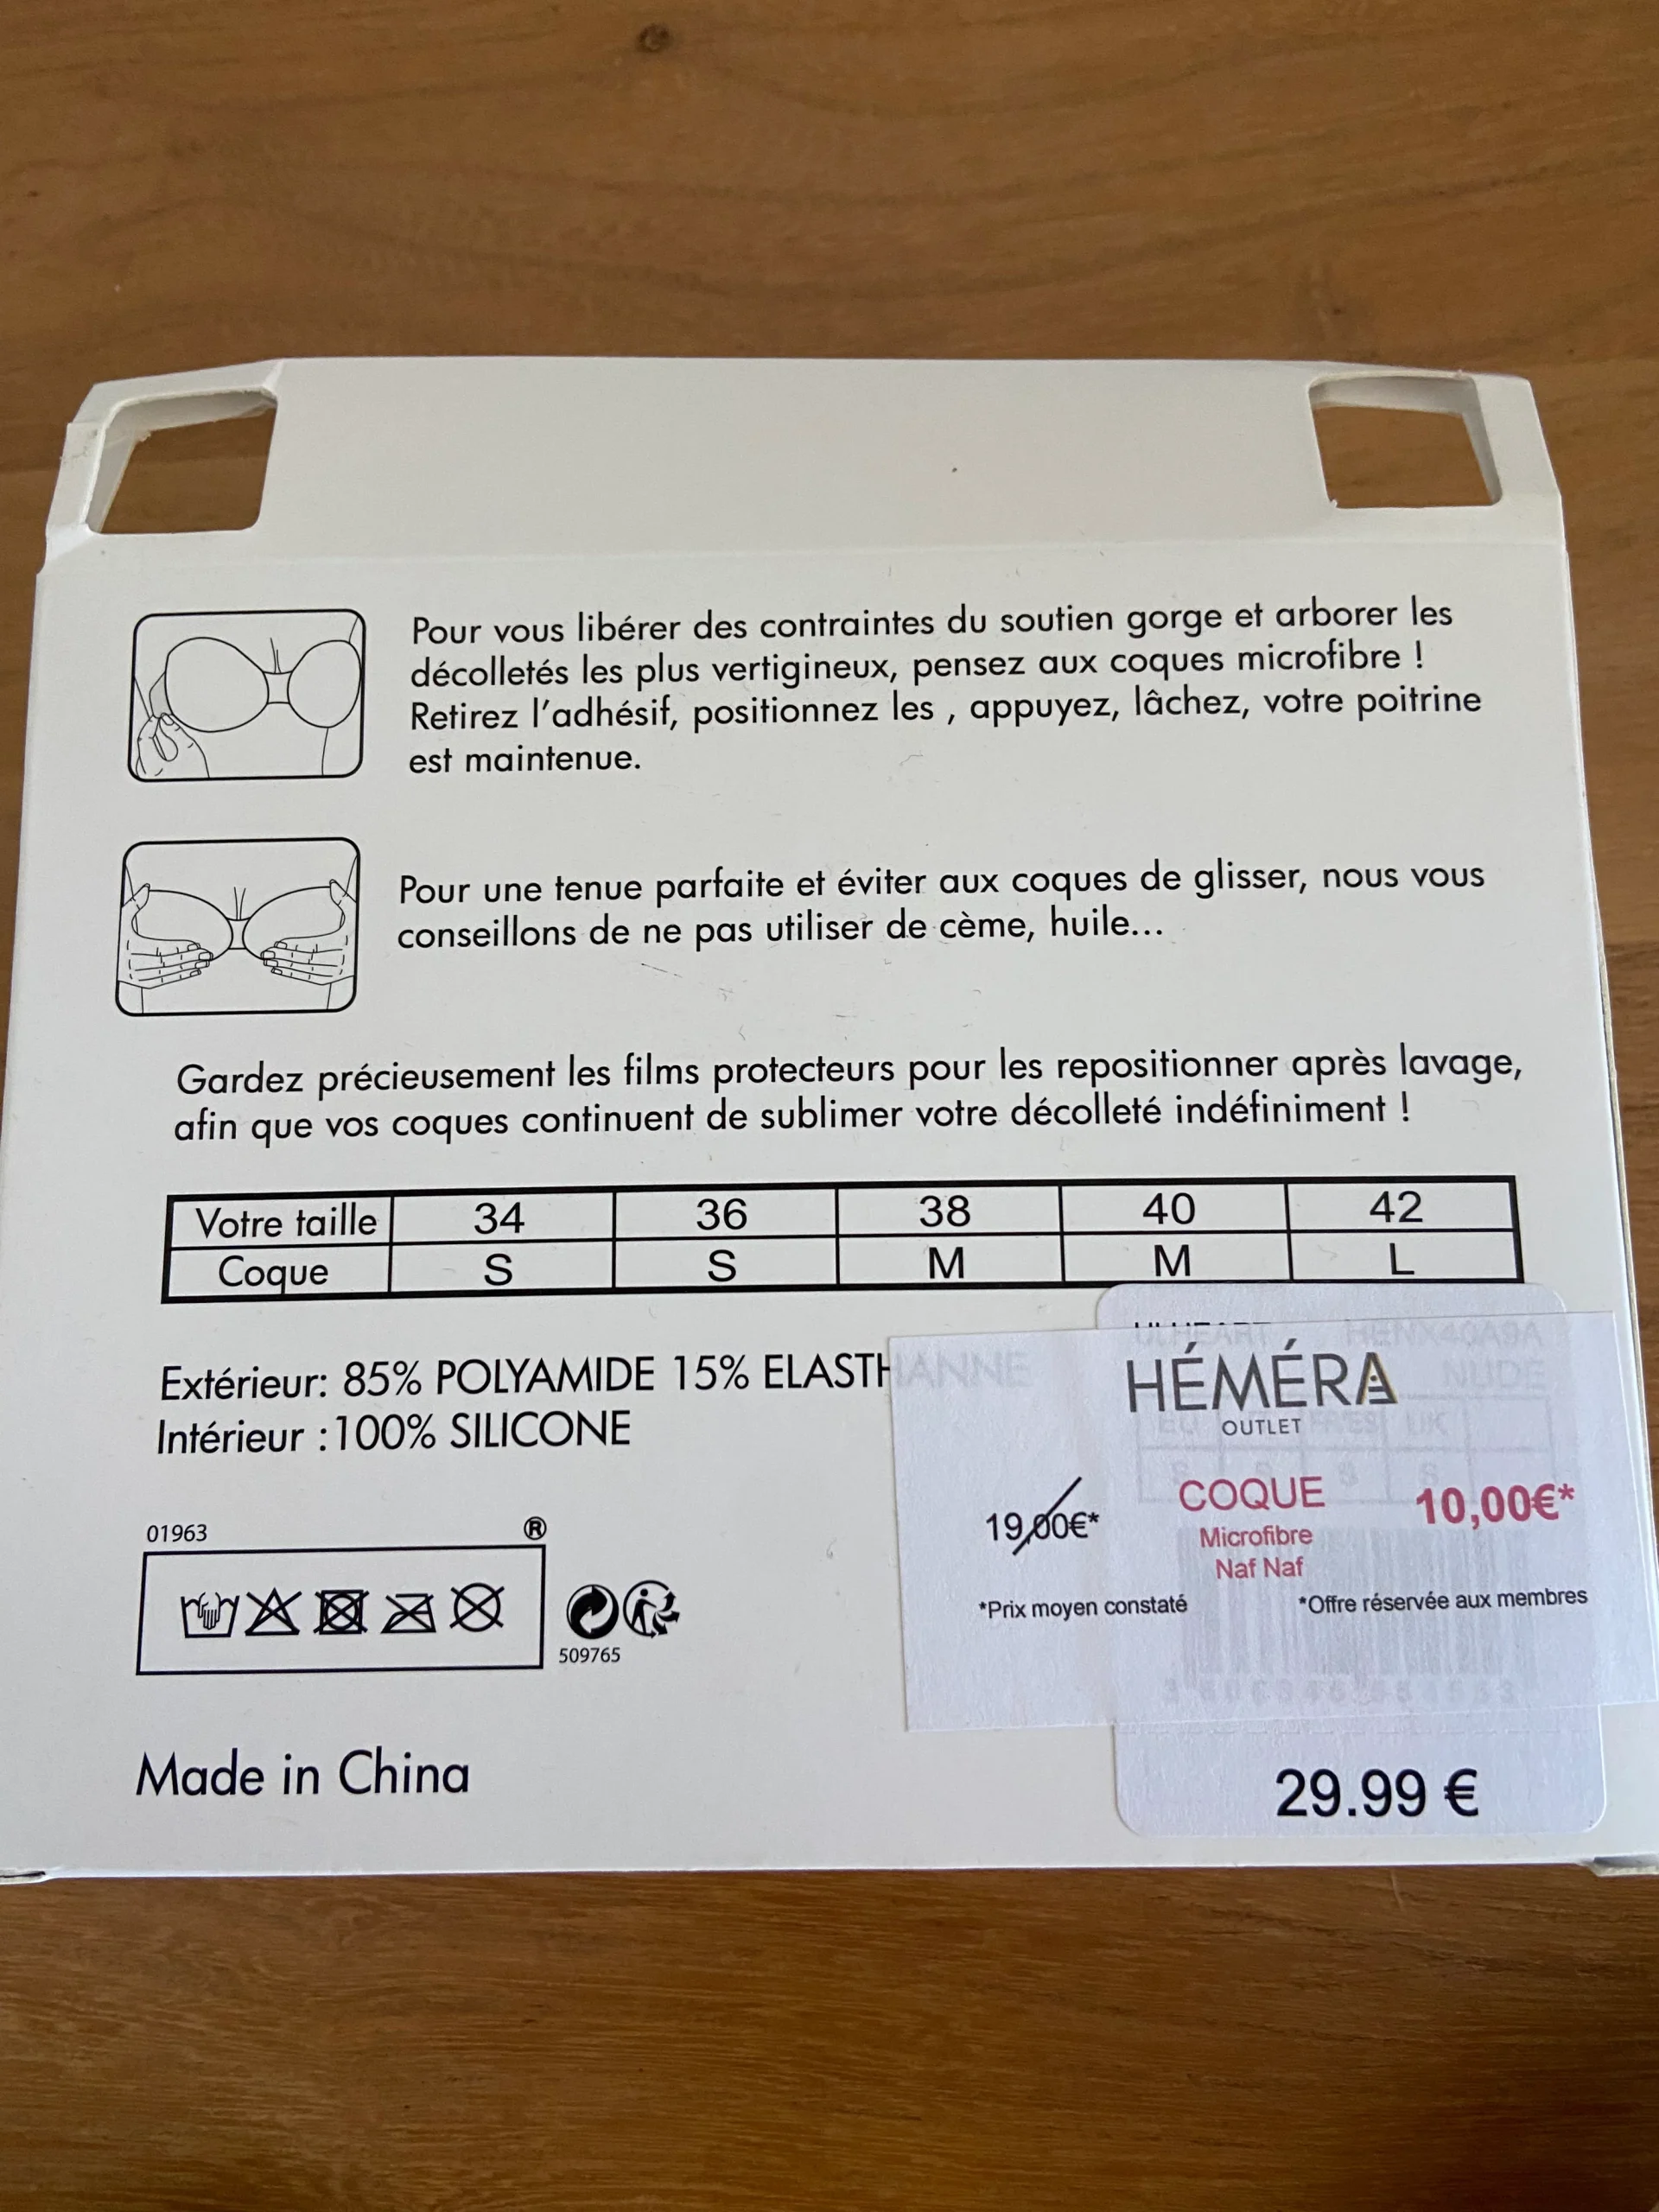 Pour vous libérer des contraintes du soutien gorge et arborer les
décolletés les plus vertigineux, pensez aux coques microfibre !
Retirez l'adhésif, positionnez les , appuyez, lâchez, votre poitrine
est maintenue.
Pour une tenue parfaite et éviter aux coques de glisser, nous vous
conseillons de ne pas utiliser de cème, huile...
Gardez précieusement les films protecteurs pour les repositionner après lavage,
afin que vos coques continuent de sublimer votre décolleté indéfiniment !
Votre taille 34 36 38 40 42
Coque S S M M L
Extérieur: 85% POLYAMIDE 15% ELASTHANNE
Intérieur :100% SILICONE
01963 ®
509765
Made in China
NUDE
HÉMÉRA
OUTLET
19,00€*
COQUE
10,00€*
Microfibre
Naf Naf
*Prix moyen constaté
*Offre réservée aux membres
29.99 €